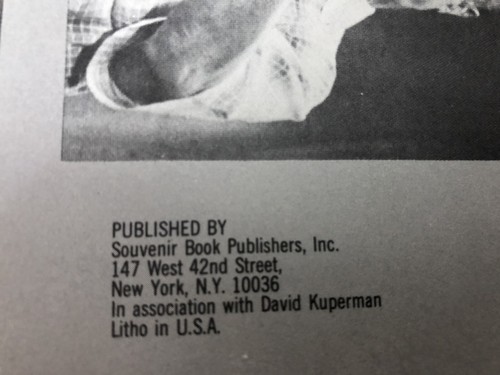 PUBLISHED BY
Souvenir Book Publishers, Inc.
147 West 42nd Street,
New York, N.Y. 10036
In association with David Kuperman
Litho in U.S.A.